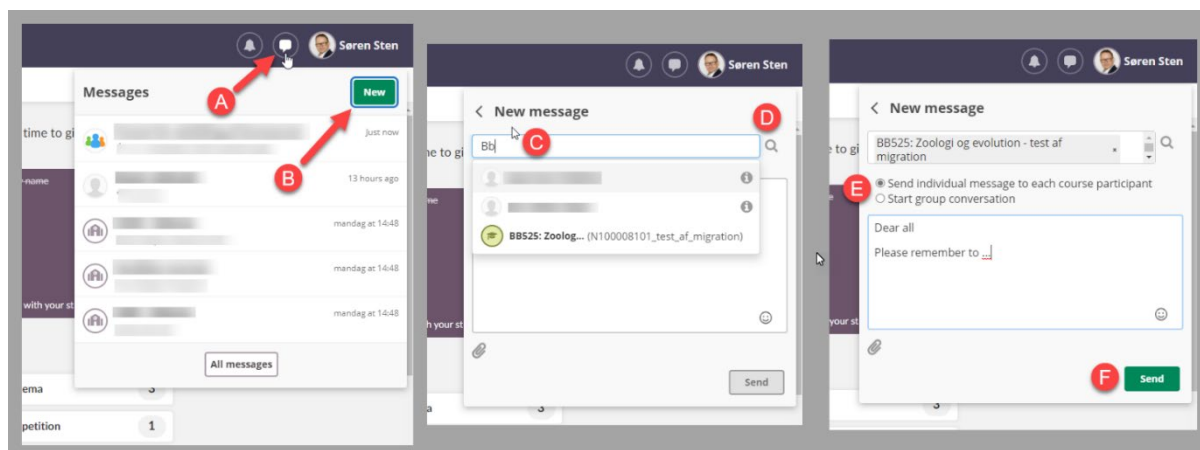 Søren Sten
A
Messages
New
time to gi
just now
-name
B
13 hours ago
mandag at 14:48
mandag at 14:48
with your st
mandag at 14:48
All messages
ema
3
petition
1
Søren Sten
New message
D
C
Bb
ne to gi
me
BB525: Zoolog... (N100008101_test_af_migration)
h your st
Send
a
3
Søren Sten
New message
BB525: Zoologi og evolution - test af
migration
e to gi
E
Send individual message to each course participant
Start group conversation
Dear all
Please remember to ...
your st
F
Send
3